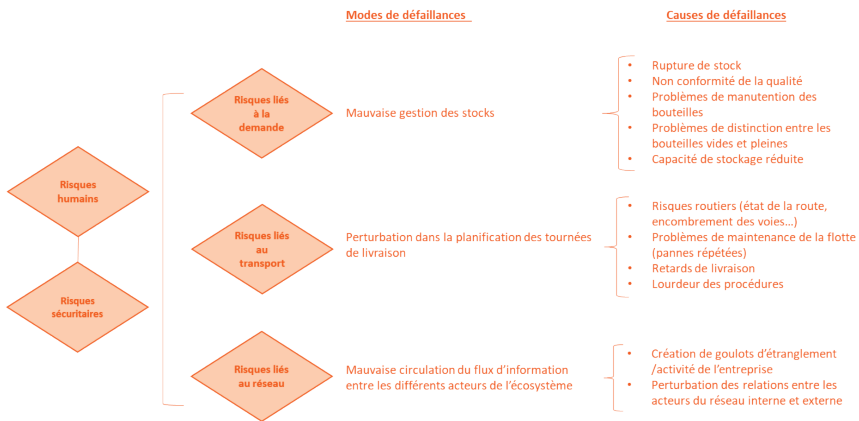 Modes de défaillances
Causes de défaillances
Risques humains
Risques sécuritaires
Risques liés
à la
demande
Mauvaise gestion des stocks
• Rupture de stock
• Non conformité de la qualité
• Problèmes de manutention des
bouteilles
• Problèmes de distinction entre les
bouteilles vides et pleines
• Capacité de stockage réduite
Risques liés
au
transport
Perturbation dans la planification des tournées
de livraison
• Risques routiers (état de la route,
encombrement des voies…)
• Problèmes de maintenance de la flotte
(pannes répétées)
• Retards de livraison
• Lourdeur des procédures
Risques liés
au réseau
Mauvaise circulation du flux d'information
entre les différents acteurs de l'écosystème
• Création de goulots d'étranglement
/activité de l'entreprise
• Perturbation des relations entre les
acteurs du réseau interne et externe